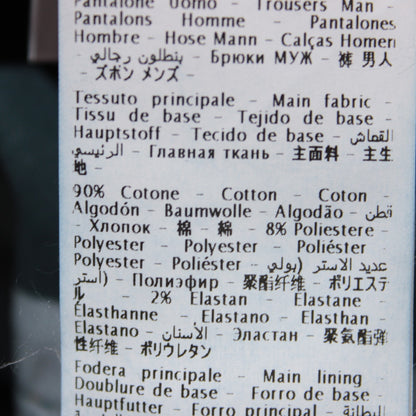 Pantalone Uomo – Trousers Man –
Pantalons Homme – Pantalones
Hombre – Hose Mann – Calças Homem
– بنطلون رجالي – Брюки МУЖ – 裤 男人
– ズボン メンズ –
Tessuto principale – Main fabric –
Tissu de base – Tejido de base –
Hauptstoff – Tecido de base – القماش
الرئيسي – Главная ткань – 主面料 – 主生
地 –
90% Cotone – Cotton – Coton –
Algodón – Baumwolle – Algodão – قطن
– Хлопок – 棉 – 綿 – 8% Poliestere –
Polyester – Polyester – Poliéster –
Polyester – Poliéster – عديد الاستر (بولي
استر) – Полиэфир – 聚酯纤维 – ポリエステ
ル – 2% Elastan – Elastane –
Élasthanne – Elastano – Elasthan –
Elastano – الأستان – Эластан – 聚氨酯弹
性纤维 – ポリウレタン
Fodera principale – Main lining –
Doublure de base – Forro de base –
Hauptfutter – Forro principal – البطانة